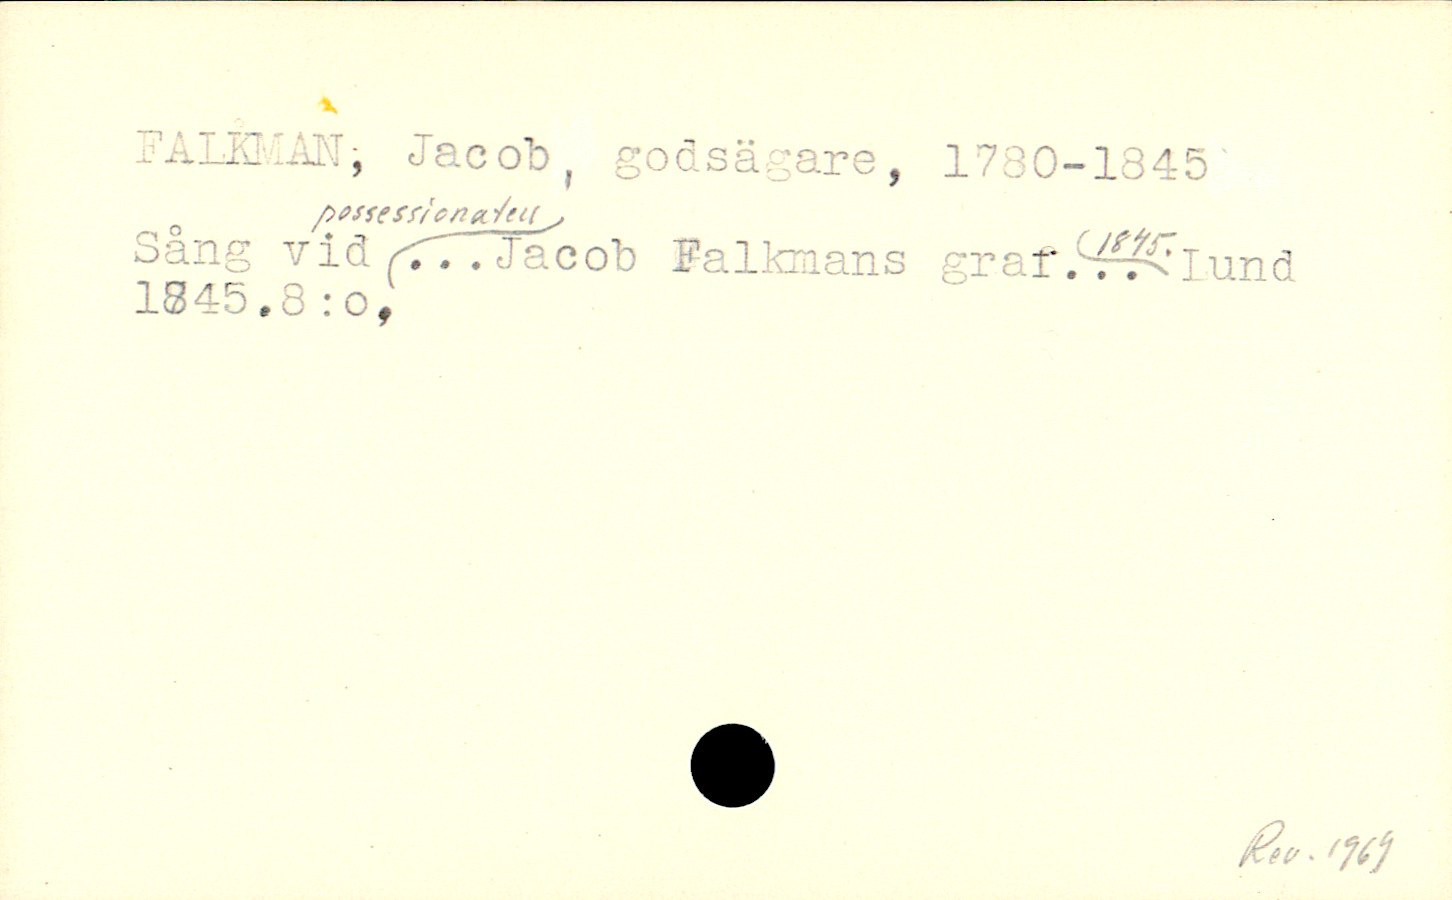 FALKMAN, Jacob, godsägare, 1780-1845
possessionaten
Sång vid ...Jacob Falkmans graf... 1845. Lund
1845.8:o,
Rev. 1969